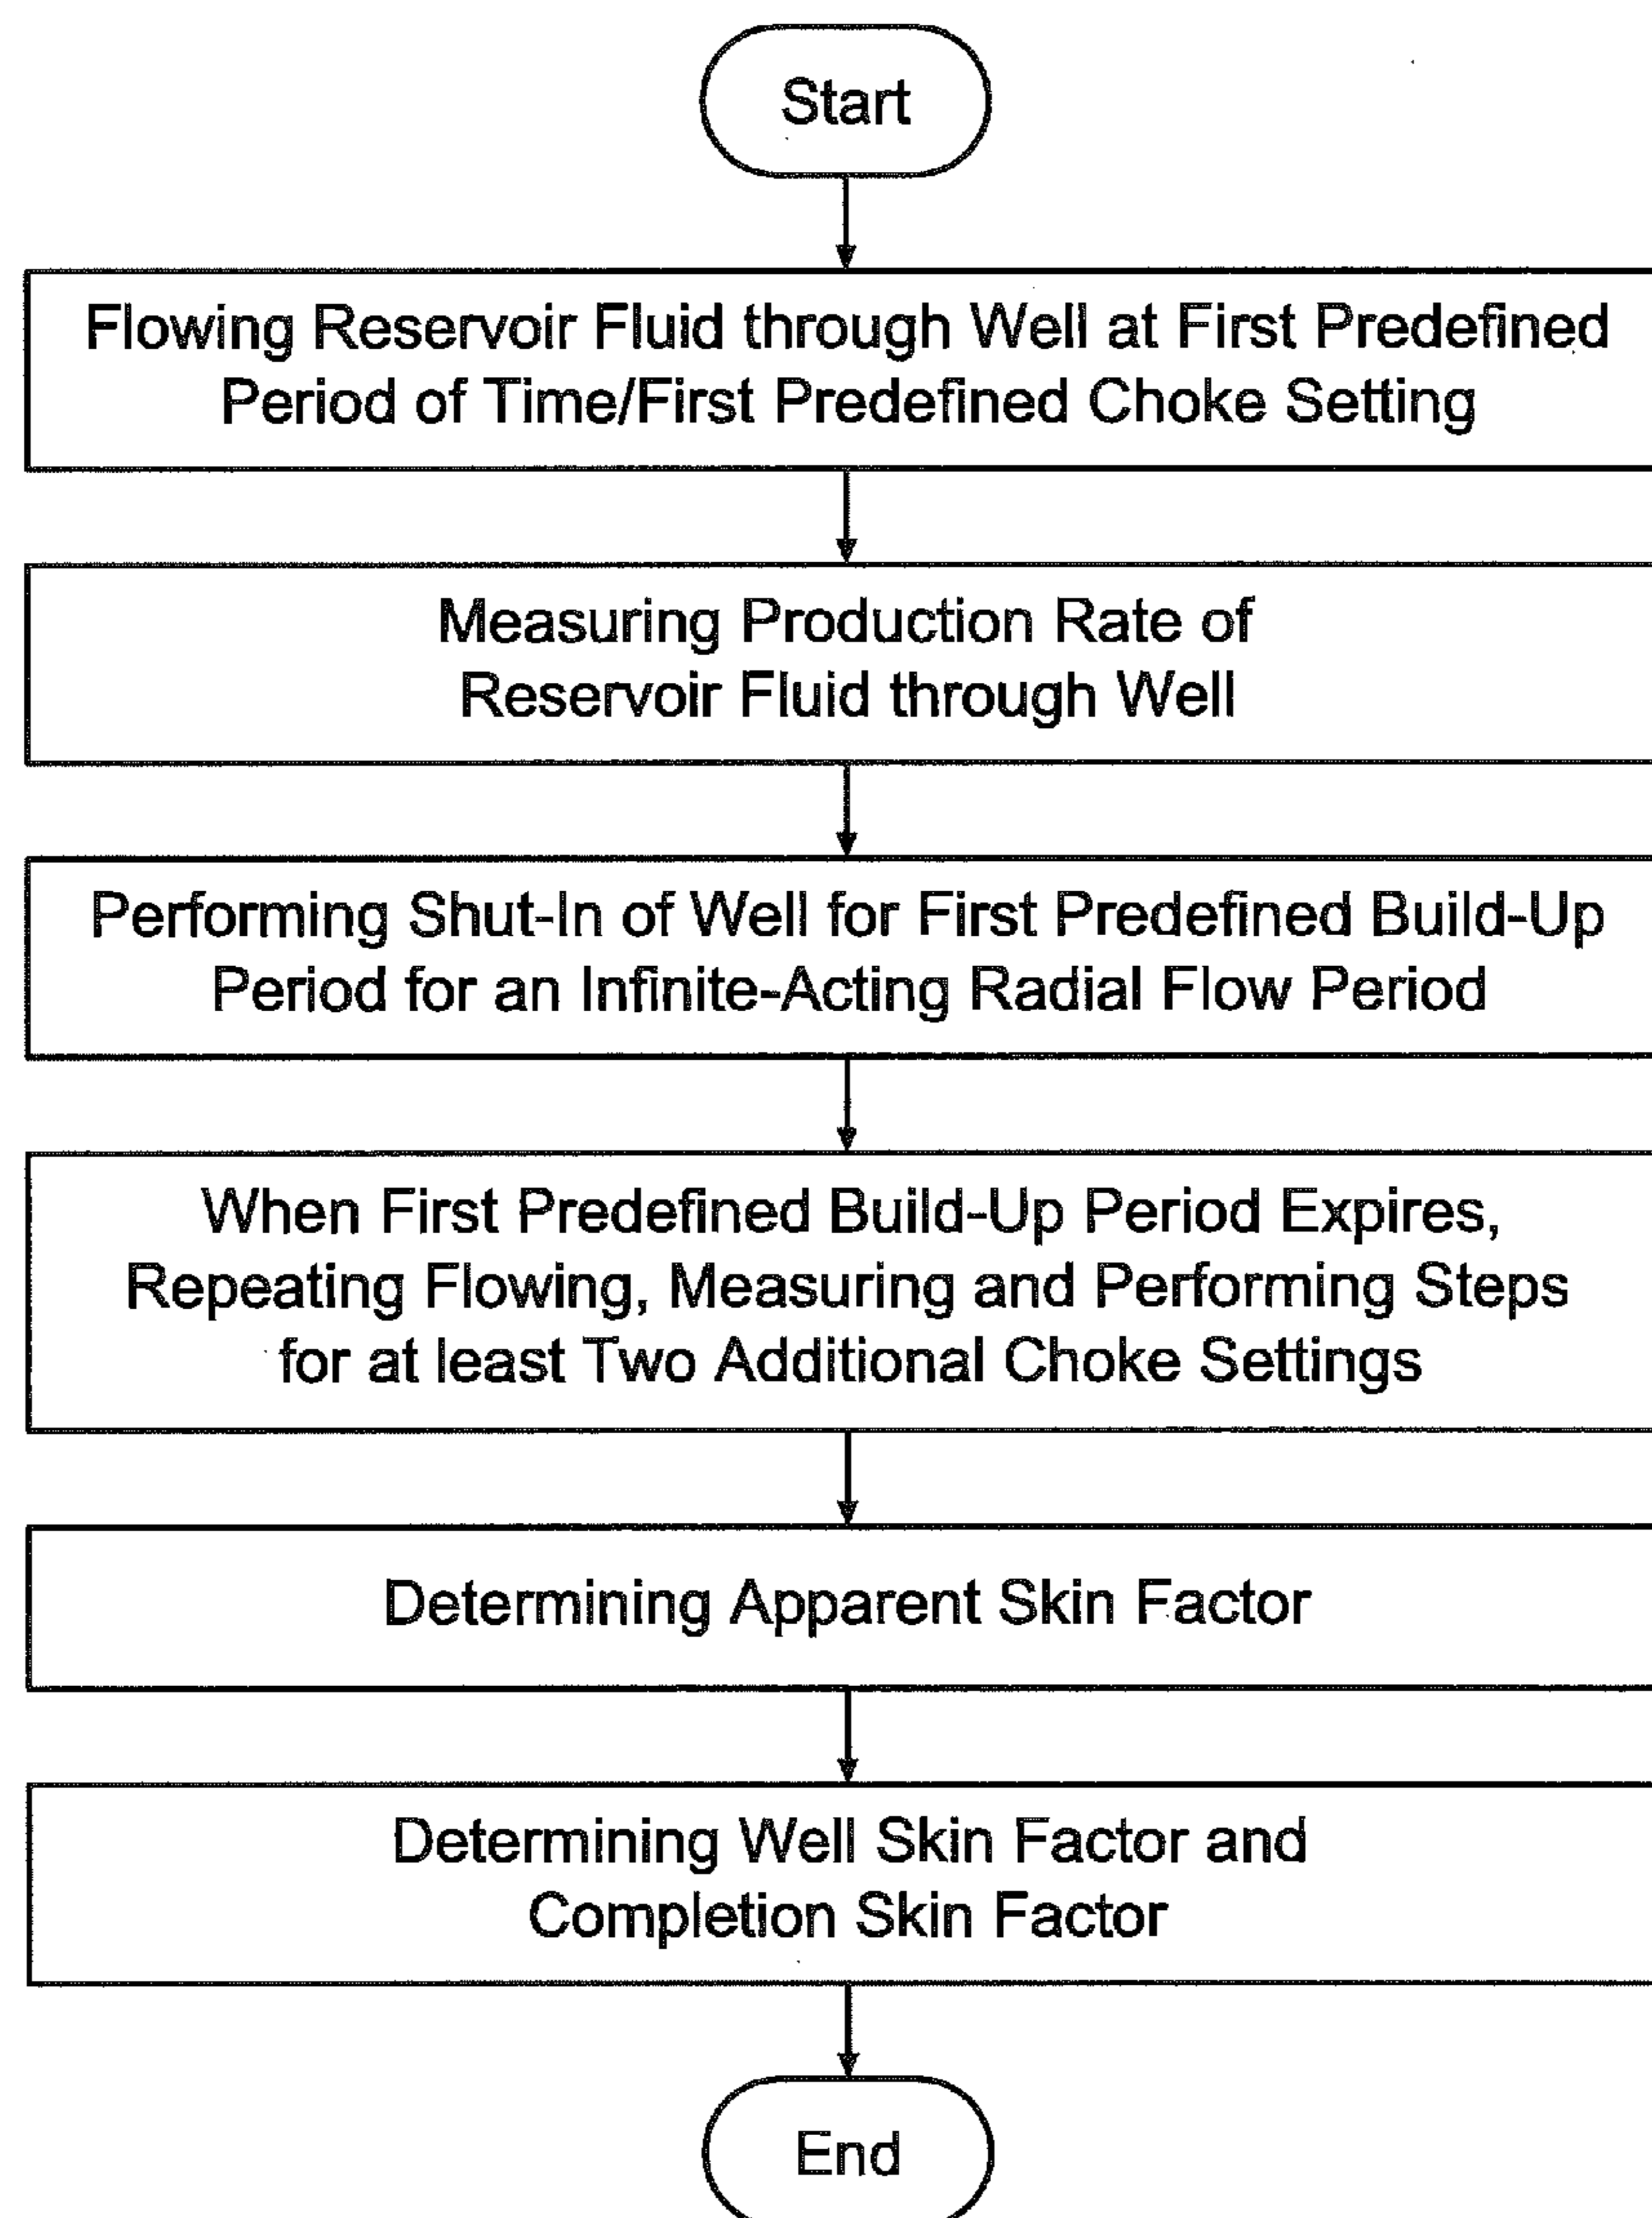 Start
Flowing Reservoir Fluid through Well at First Predefined
Period of Time/First Predefined Choke Setting
Measuring Production Rate of
Reservoir Fluid through Well
Performing Shut-In of Well for First Predefined Build-Up
Period for an Infinite-Acting Radial Flow Period
When First Predefined Build-Up Period Expires,
Repeating Flowing, Measuring and Performing Steps
for at least Two Additional Choke Settings
Determining Apparent Skin Factor
Determining Well Skin Factor and
Completion Skin Factor
End